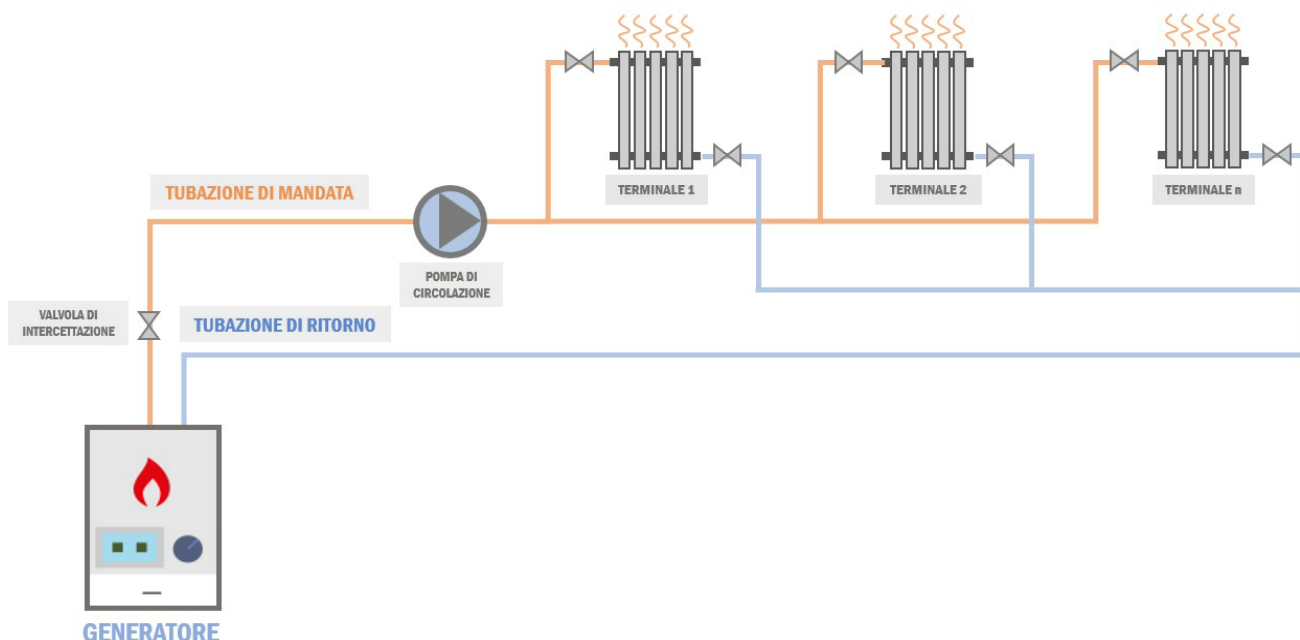 TERMINALE 1
TERMINALE 2
TERMINALE n
TUBAZIONE DI MANDATA
POMPA DI
CIRCOLAZIONE
VALVOLA DI
INTERCETTAZIONE
TUBAZIONE DI RITORNO
GENERATORE